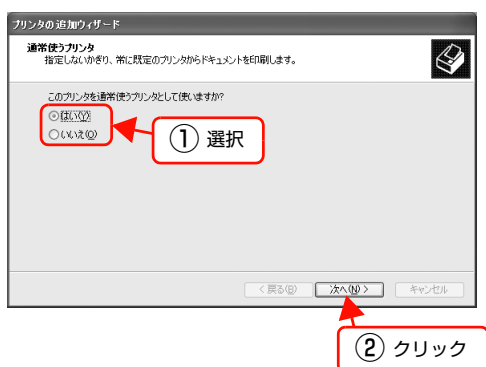 プリンタの追加ウィザード
通常使うプリンタ
指定しないかぎり、常に既定のプリンタからドキュメントを印刷します。
このプリンタを通常使うプリンタとして使いますか?
はい(Y)
いいえ(O)
① 選択
< 戻る(B)
次へ(N) >
キャンセル
② クリック